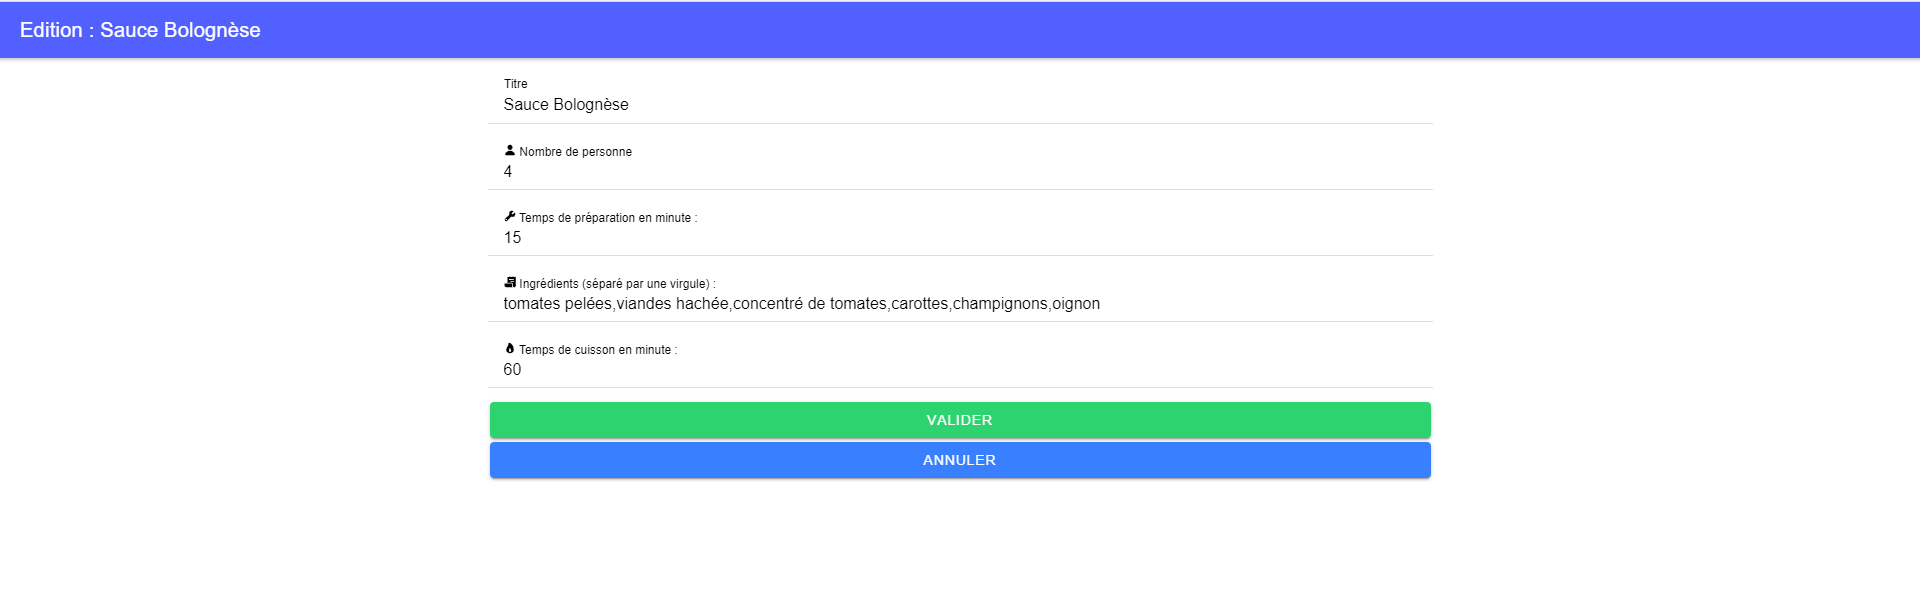 Edition : Sauce Bolognèse
Titre
Sauce Bolognèse
Nombre de personne
4
Temps de préparation en minute :
15
Ingrédients (séparé par une virgule) :
tomates pelées,viandes hachée,concentré de tomates,carottes,champignons,oignon
Temps de cuisson en minute :
60
VALIDER
ANNULER